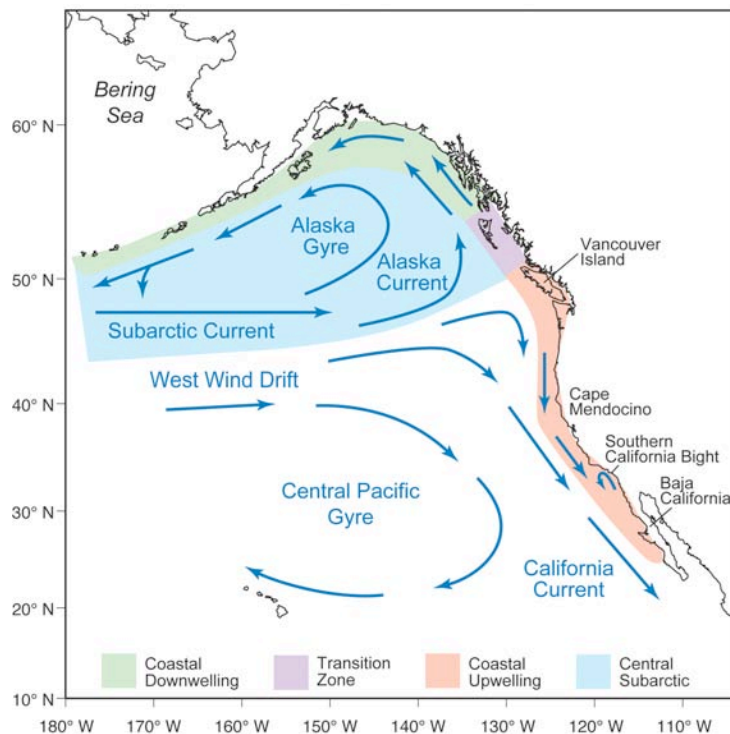 Bering
Sea
60° N
Alaska
Gyre
Vancouver
Island
50° N
Alaska
Current
Subarctic Current
West Wind Drift
40° N
Cape
Mendocino
Southern
California Bight
Baja
California
Central Pacific
Gyre
30° N
California
Current
20° N
Coastal
Downwelling
Transition
Zone
Coastal
Upwelling
Central
Subarctic
10° N
180° W 170° W 160° W 150° W 140° W 130° W 120° W 110° W